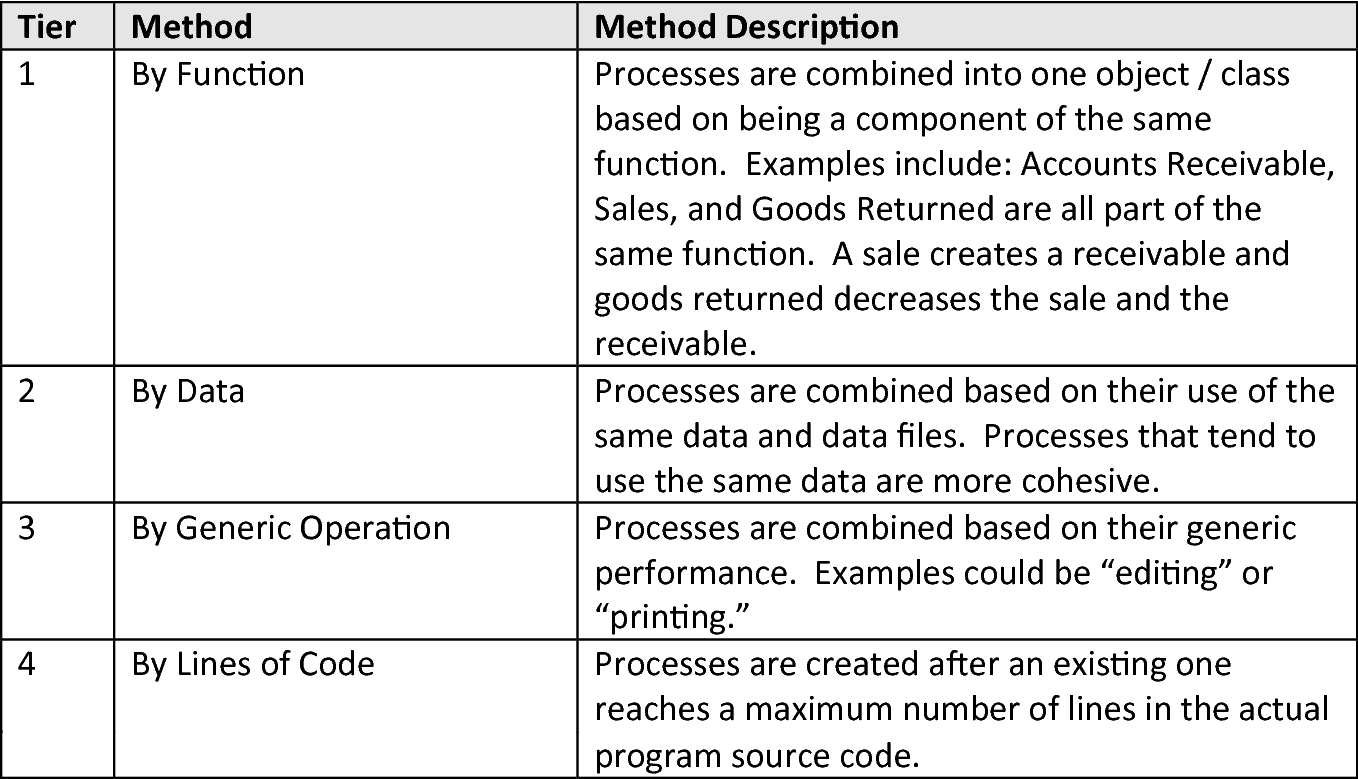 Tier Method Method Description
1 By Function Processes are combined into one object / class
based on being a component of the same
function.  Examples include: Accounts Receivable,
Sales, and Goods Returned are all part of the
same function.  A sale creates a receivable and
goods returned decreases the sale and the
receivable.
2 By Data Processes are combined based on their use of the
same data and data files.  Processes that tend to
use the same data are more cohesive.
3 By Generic Operation Processes are combined based on their generic
performance.  Examples could be “editing” or
“printing.”
4 By Lines of Code Processes are created after an existing one
reaches a maximum number of lines in the actual
program source code.